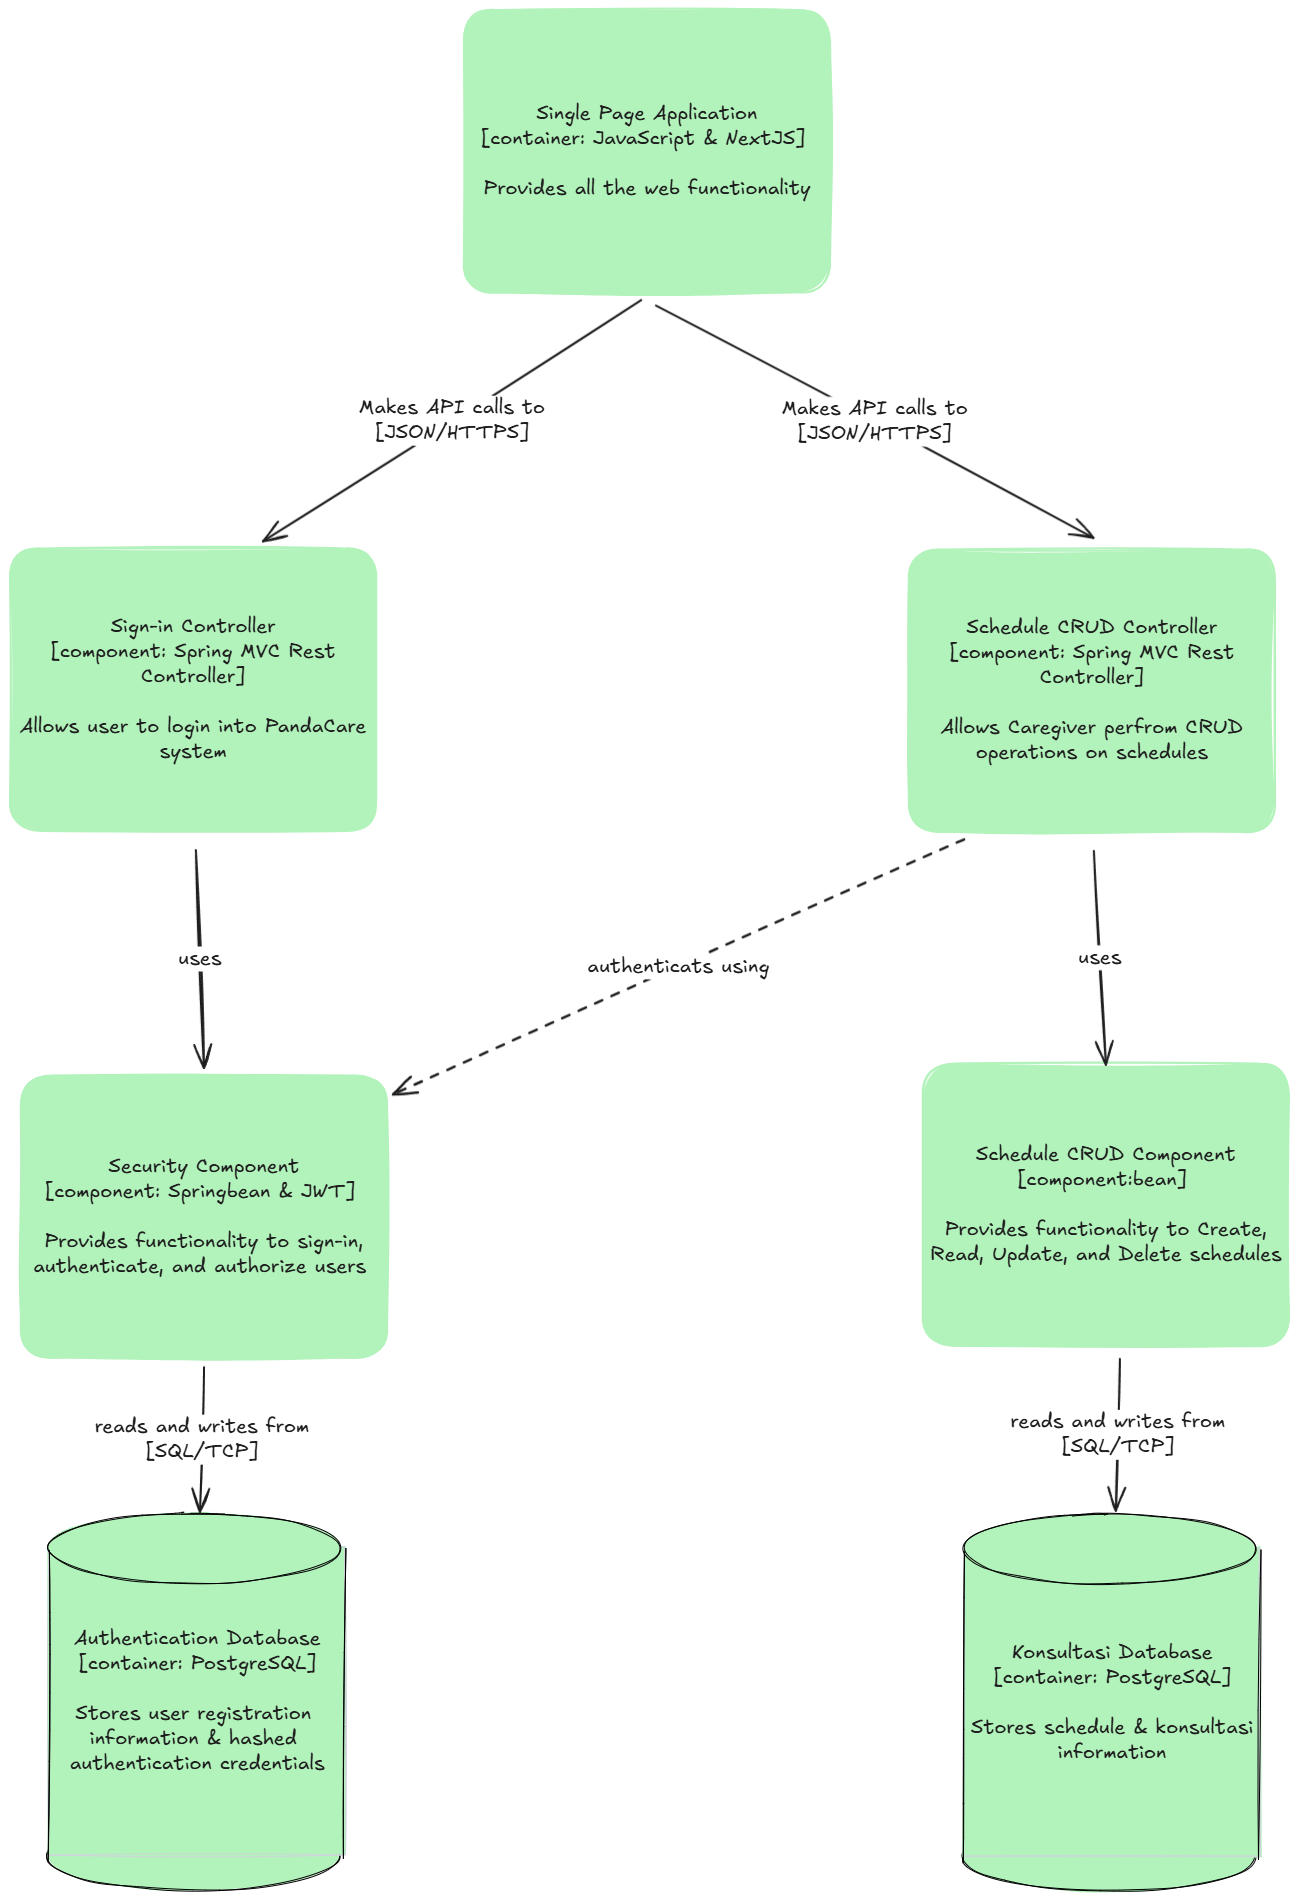 Single Page Application
[container: JavaScript & NextJS]
Provides all the web functionality
Makes API calls to
[JSON/HTTPS]
Makes API calls to
[JSON/HTTPS]
Sign-in Controller
[component: Spring MVC Rest
Controller]
Allows user to login into PandaCare
system
Schedule CRUD Controller
[component: Spring MVC Rest
Controller]
Allows Caregiver perfrom CRUD
operations on schedules
uses
authenticats using
uses
Security Component
[component: Springbean & JWT]
Provides functionality to sign-in,
authenticate, and authorize users
Schedule CRUD Component
[component:bean]
Provides functionality to Create,
Read, Update, and Delete schedules
reads and writes from
[SQL/TCP]
reads and writes from
[SQL/TCP]
Authentication Database
[container: PostgreSQL]
Stores user registration
information & hashed
authentication credentials
Konsultasi Database
[container: PostgreSQL]
Stores schedule & konsultasi
information